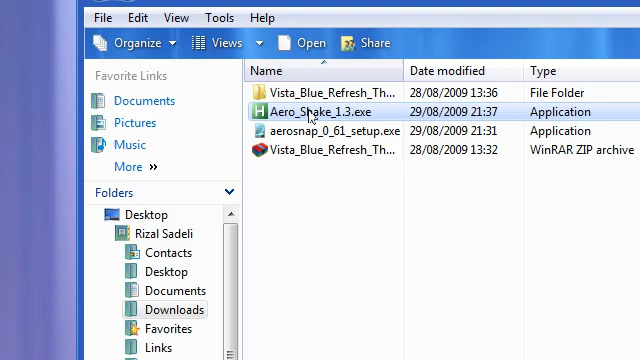 File Edit View Tools Help
Organize Views Open Share
Favorite Links
Documents
Pictures
Music
More »
Folders
Desktop
Rizal Sadeli
Contacts
Desktop
Documents
Downloads
Favorites
Links
Name Date modified Type
Vista_Blue_Refresh_Th... 28/08/2009 13:36 File Folder
Aero_Shake_1.3.exe 29/08/2009 21:37 Application
aerosnap_0_61_setup.exe 29/08/2009 21:31 Application
Vista_Blue_Refresh_Th... 28/08/2009 13:32 WinRAR ZIP archive